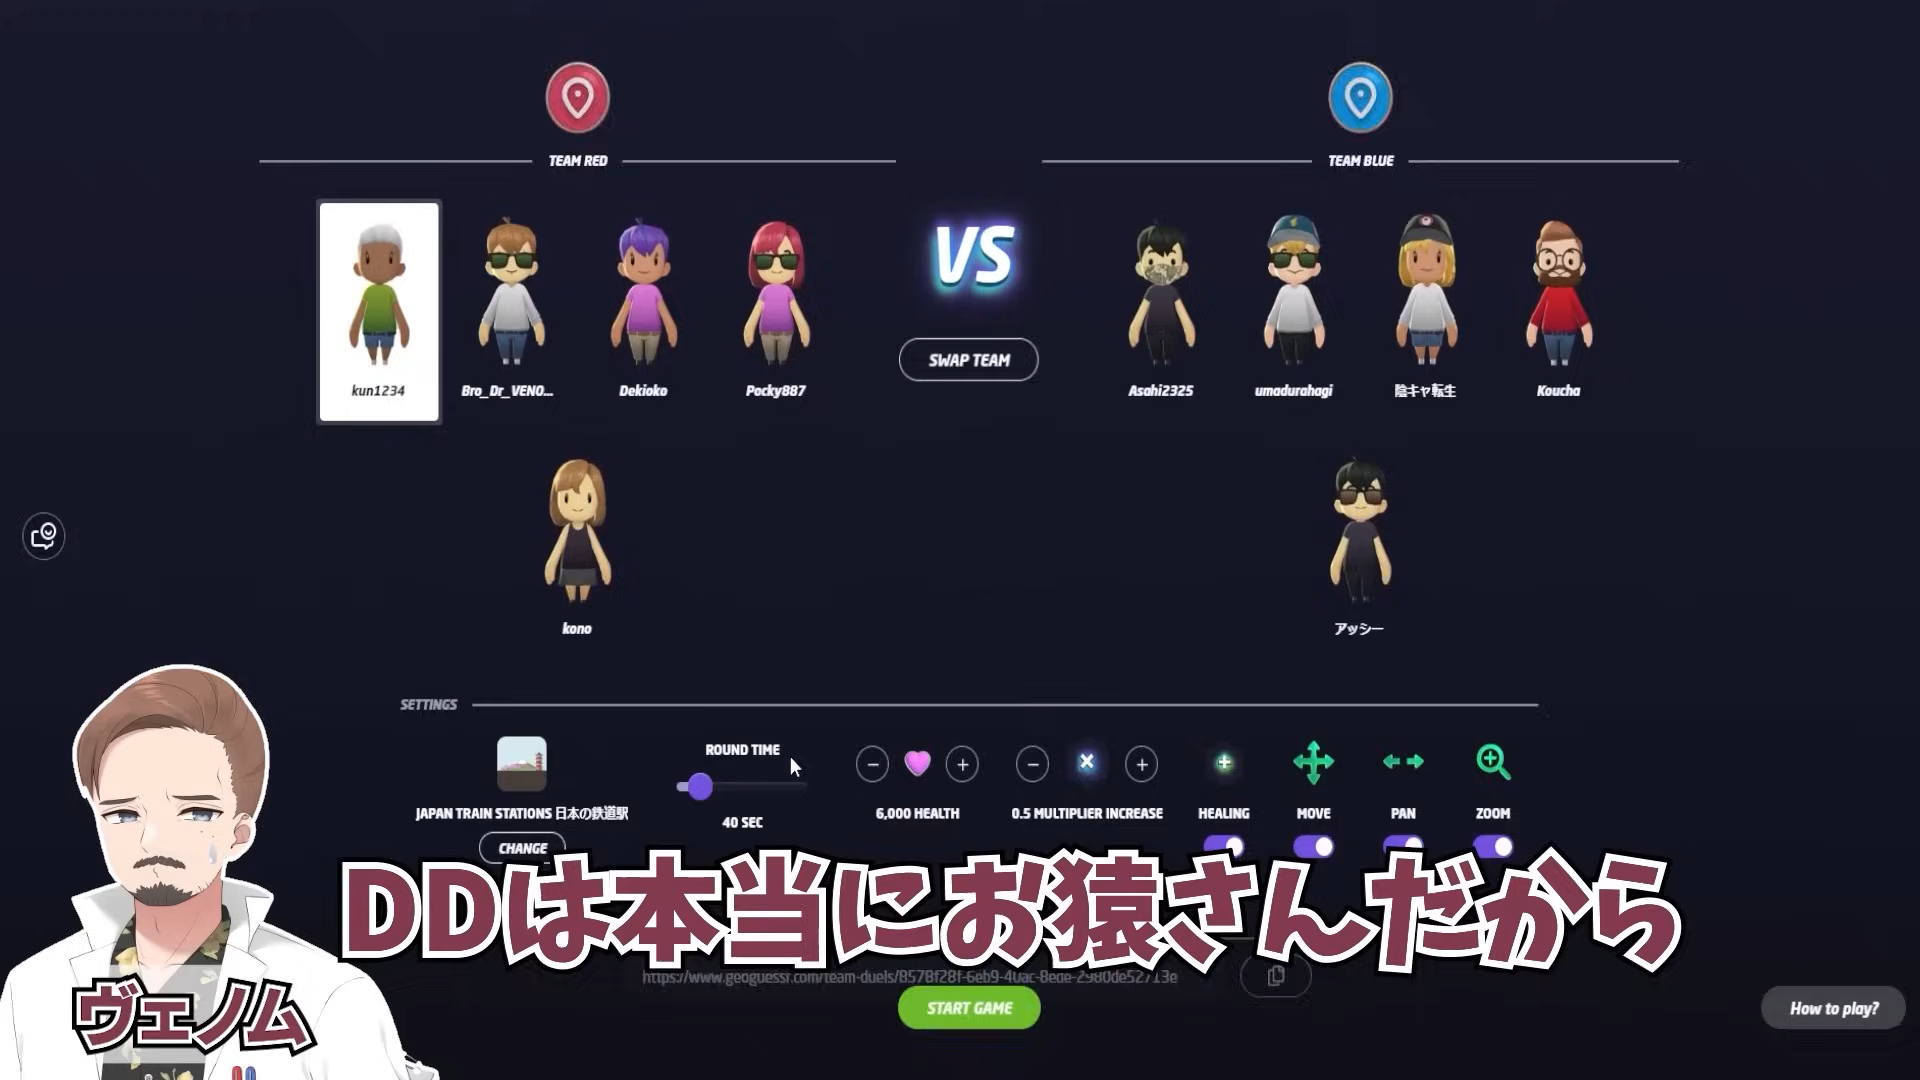 TEAM RED
TEAM BLUE
VS
SWAP TEAM
kun1234
Bro_Dr_VENO...
Dekioko
Pocky887
Asahi2325
umadurahagi
陰キャ転生
Koucha
kono
アッシー
SETTINGS
ROUND TIME
JAPAN TRAIN STATIONS 日本の鉄道駅
40 SEC
6,000 HEALTH
0.5 MULTIPLIER INCREASE
HEALING
MOVE
PAN
ZOOM
CHANGE
DDは本当にお猿さんだから
START GAME
How to play?
ヴェノム